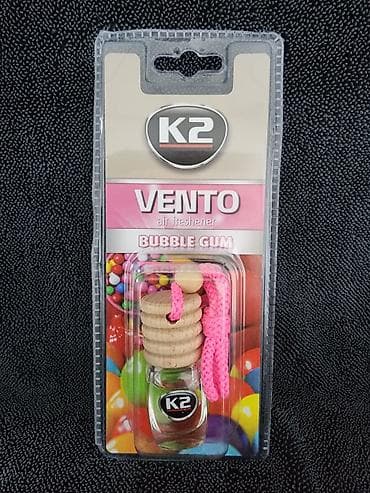 K2
VENTO
air freshener
BUBBLE GUM
K2